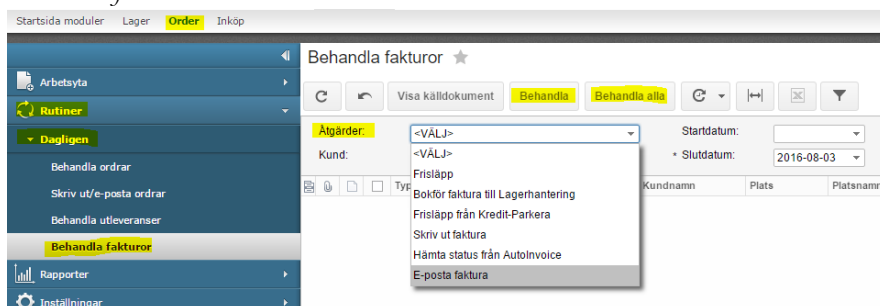 Startsida moduler Lager Order Inköp
Behandla fakturor
Arbetsyta
Visa källdokument Behandla Behandla alla
Rutiner
Åtgärder: <VÄLJ> Startdatum:
Dagligen
Kund: <VÄLJ> * Slutdatum: 2016-08-03
Behandla ordrar
Frisläpp
Typ Kundnamn Plats Platsnamn
Skriv ut/e-posta ordrar
Bokför faktura till Lagerhantering
Frisläpp från Kredit-Parkera
Behandla utleveranser
Skriv ut faktura
Behandla fakturor
Hämta status från AutoInvoice
Rapporter
E-posta faktura
Inställningar